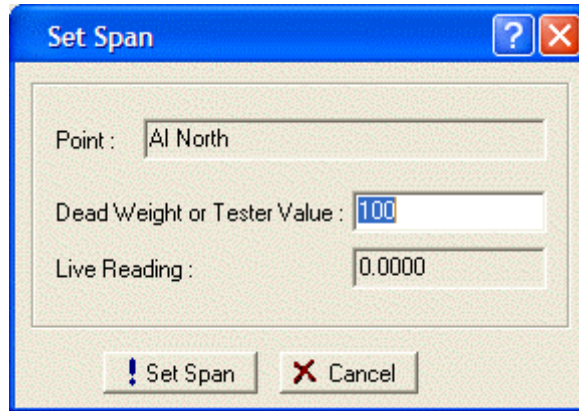 Set Span
Point : AI North
Dead Weight or Tester Value : 100
Live Reading : 0.0000
! Set Span X Cancel